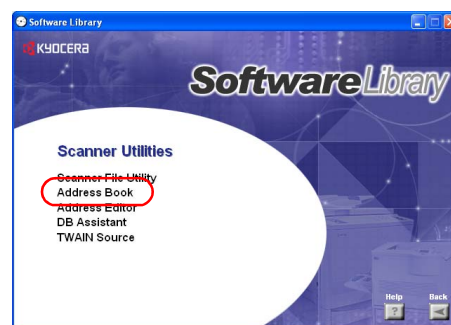 Software Library
KYOCERA
SoftwareLibrary
Scanner Utilities
Scanner File Utility
Address Book
Address Editor
DB Assistant
TWAIN Source
Help Back
?